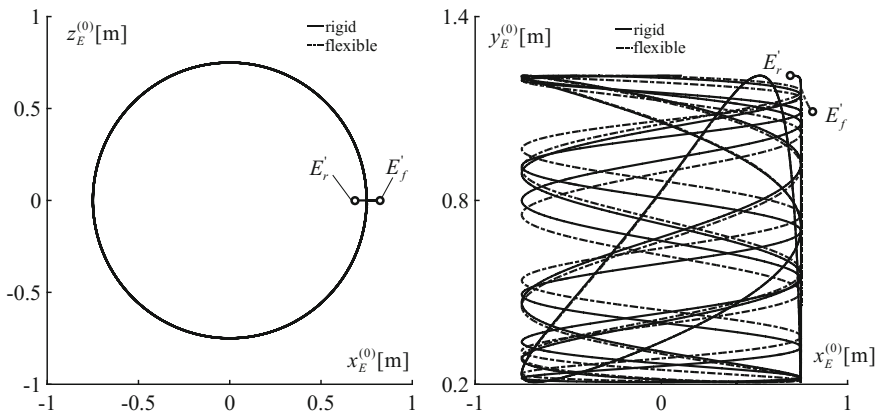 1
z_E^{(0)}[m]
rigid
flexible
0.5
0
E'_r
E'_f
-0.5
x_E^{(0)}[m]
-1
-1
-0.5
0
0.5
1
1.4
y_E^{(0)}[m]
rigid
flexible
E'_r
E'_f
0.8
x_E^{(0)}[m]
0.2
-1
0
1